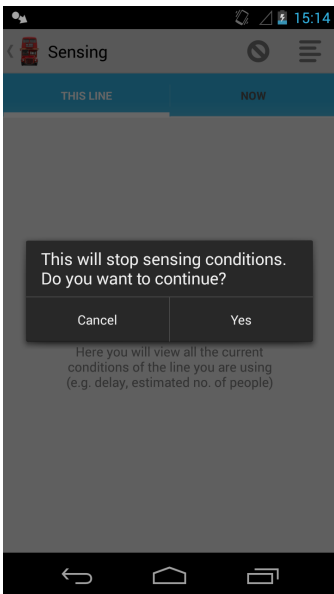 15:14
Sensing
THIS LINE
NOW
This will stop sensing conditions.
Do you want to continue?
Cancel
Yes
Here you will view all the current
conditions of the line you are using
(e.g. delay, estimated no. of people)